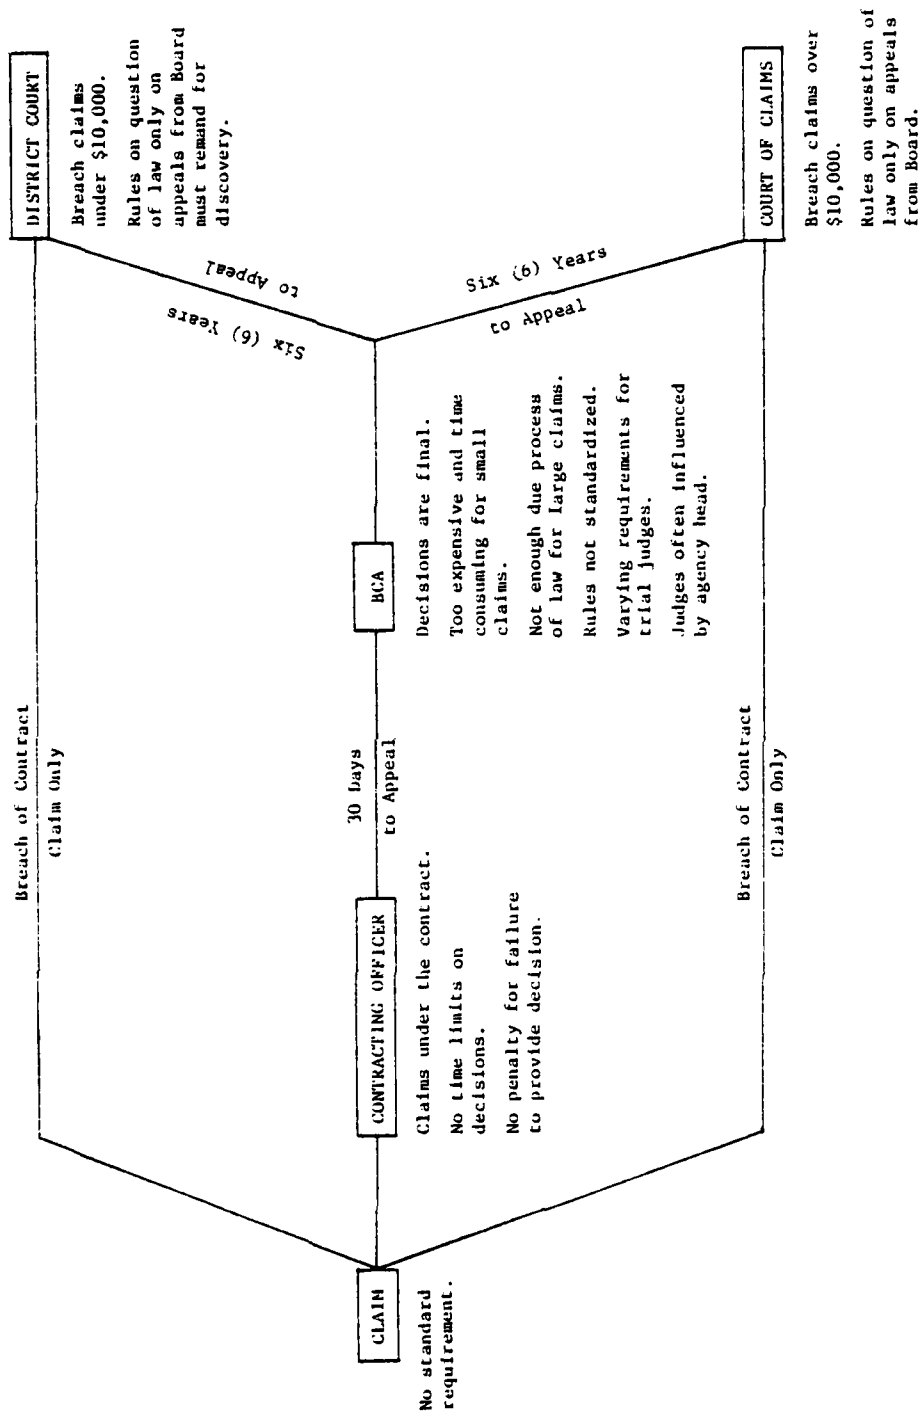 Breach of Contract
Claim Only
DISTRICT COURT
Breach claims
under $10,000.
Rules on question
of law only on
appeals from Board
must remand for
discovery.
Six (6) Years
to Appeal
CLAIM
No standard
requirement.
CONTRACTING OFFICER
Claims under the contract.
No time limits on
decisions.
No penalty for failure
to provide decision.
30 Days
to Appeal
BCA
Decisions are final.
Too expensive and time
consuming for small
claims.
Not enough due process
of law for large claims.
Rules not standardized.
Varying requirements for
trial judges.
Judges often influenced
by agency head.
Six (6) Years
to Appeal
Breach of Contract
Claim Only
COURT OF CLAIMS
Breach claims over
$10,000.
Rules on question of
law only on appeals
from Board.